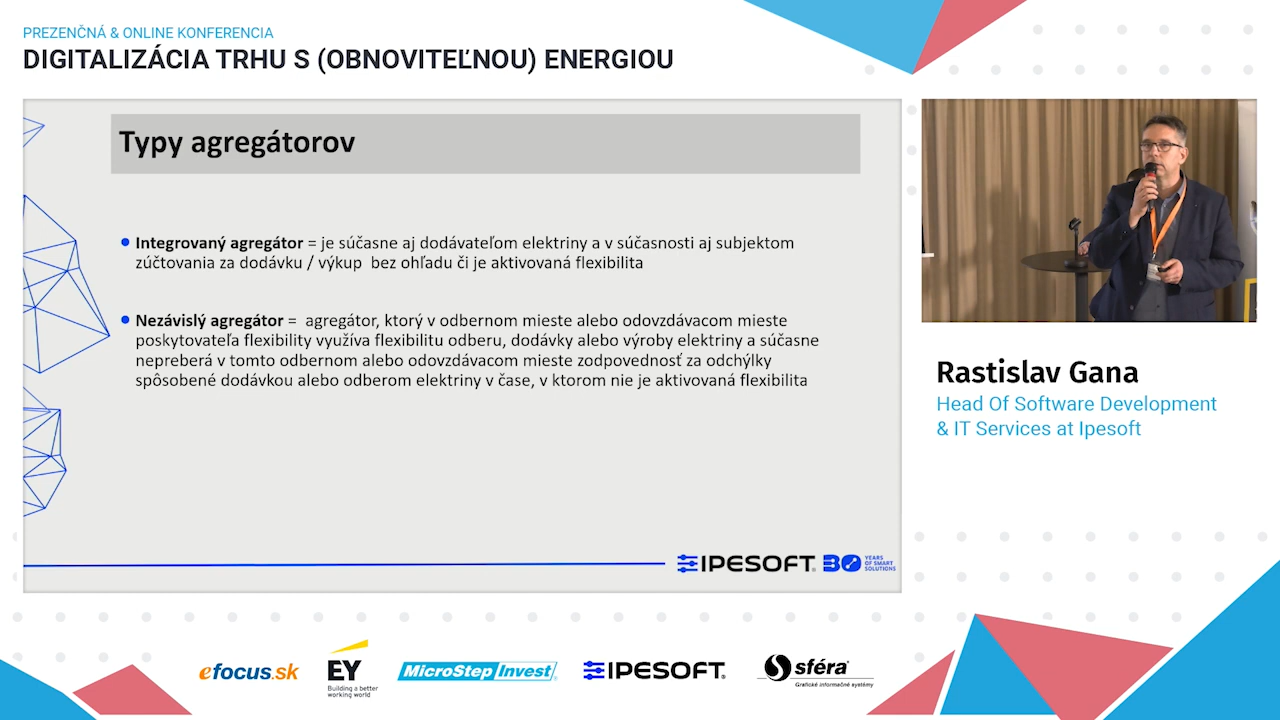 PREZENČNÁ & ONLINE KONFERENCIA
DIGITALIZÁCIA TRHU S (OBNOVITEĽNOU) ENERGIOU
Typy agregátorov
Integrovaný agregátor = je súčasne aj dodávateľom elektriny a v súčasnosti aj subjektom
zúčtovania za dodávku / výkup bez ohľadu či je aktivovaná flexibilita
Nezávislý agregátor = agregátor, ktorý v odbernom mieste alebo odovzdávacom mieste
poskytovateľa flexibility využíva flexibilitu odberu, dodávky alebo výroby elektriny a súčasne
nepreberá v tomto odbernom alebo odovzdávacom mieste zodpovednosť za odchýlky
spôsobené dodávkou alebo odberom elektriny v čase, v ktorom nie je aktivovaná flexibilita
IPESOFT® 30 YEARS
OF SMART
SOLUTIONS
Rastislav Gana
Head Of Software Development
& IT Services at Ipesoft
efocus.sk
EY
Building a better
working world
MicroStep Invest
IPESOFT®
sféra®
Grafické informačné systémy